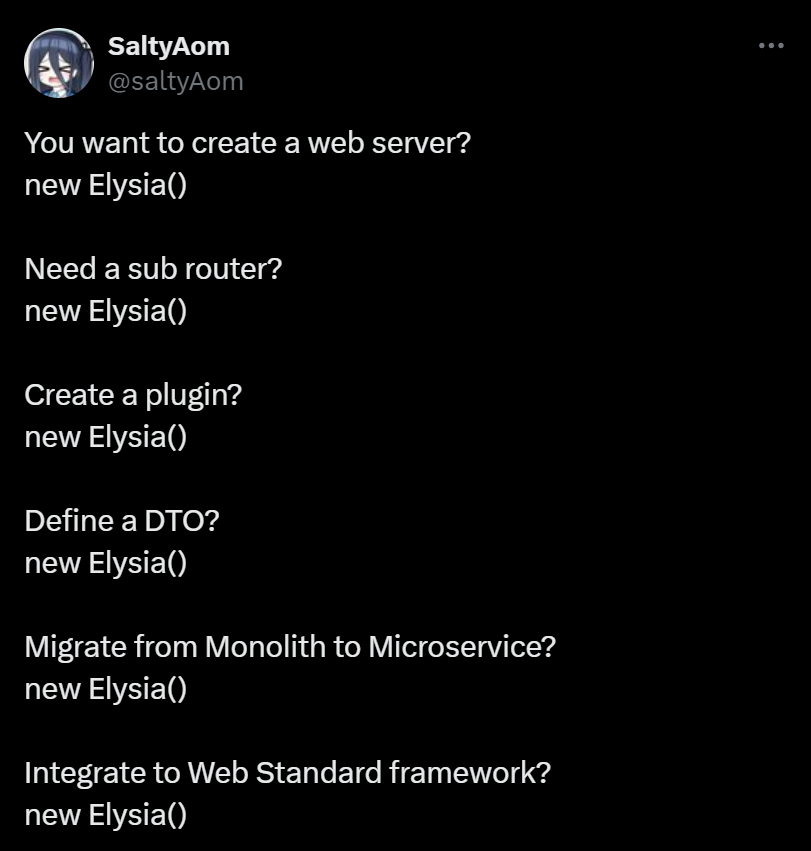 SaltyAom
@saltyAom
You want to create a web server?
new Elysia()
Need a sub router?
new Elysia()
Create a plugin?
new Elysia()
Define a DTO?
new Elysia()
Migrate from Monolith to Microservice?
new Elysia()
Integrate to Web Standard framework?
new Elysia()